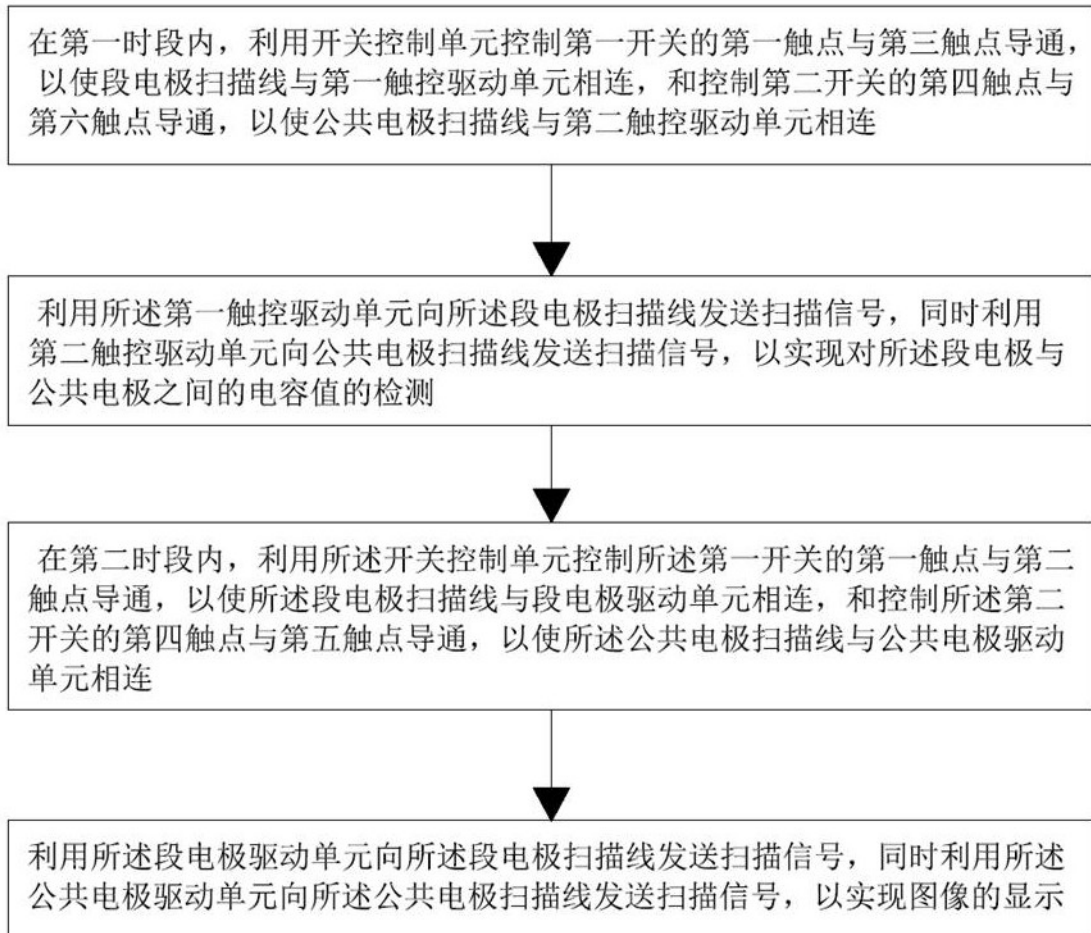 在第一时段内，利用开关控制单元控制第一开关的第一触点与第三触点导通，
以使段电极扫描线与第一触控驱动单元相连，和控制第二开关的第四触点与
第六触点导通，以使公共电极扫描线与第二触控驱动单元相连
利用所述第一触控驱动单元向所述段电极扫描线发送扫描信号，同时利用
第二触控驱动单元向公共电极扫描线发送扫描信号，以实现对所述段电极与
公共电极之间的电容值的检测
在第二时段内，利用所述开关控制单元控制所述第一开关的第一触点与第二
触点导通，以使所述段电极扫描线与段电极驱动单元相连，和控制所述第二
开关的第四触点与第五触点导通，以使所述公共电极扫描线与公共电极驱动
单元相连
利用所述段电极驱动单元向所述段电极扫描线发送扫描信号，同时利用所述
公共电极驱动单元向所述公共电极扫描线发送扫描信号，以实现图像的显示